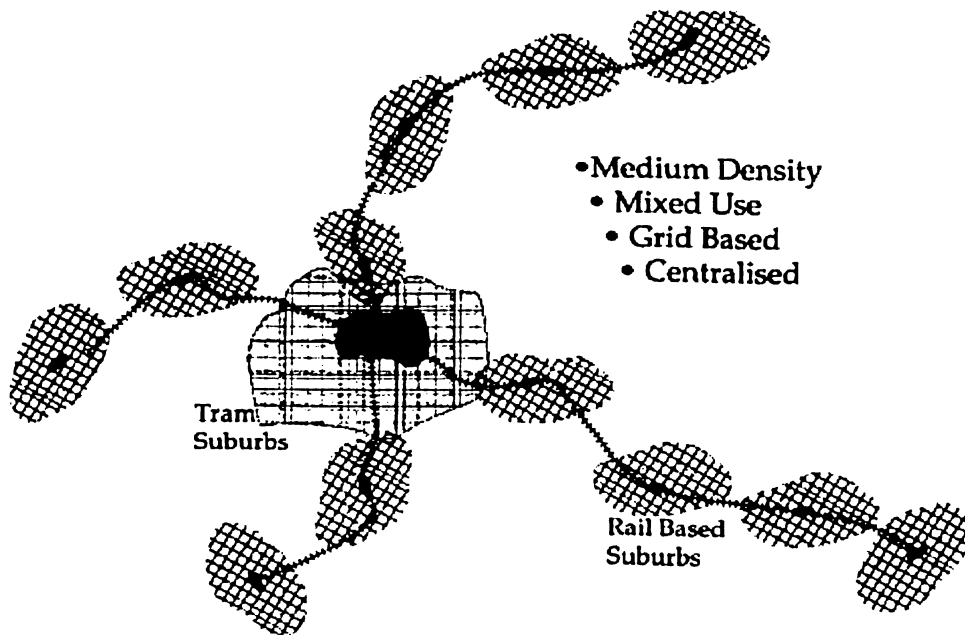 •Medium Density
• Mixed Use
• Grid Based
• Centralised
Tram
Suburbs
Rail Based
Suburbs